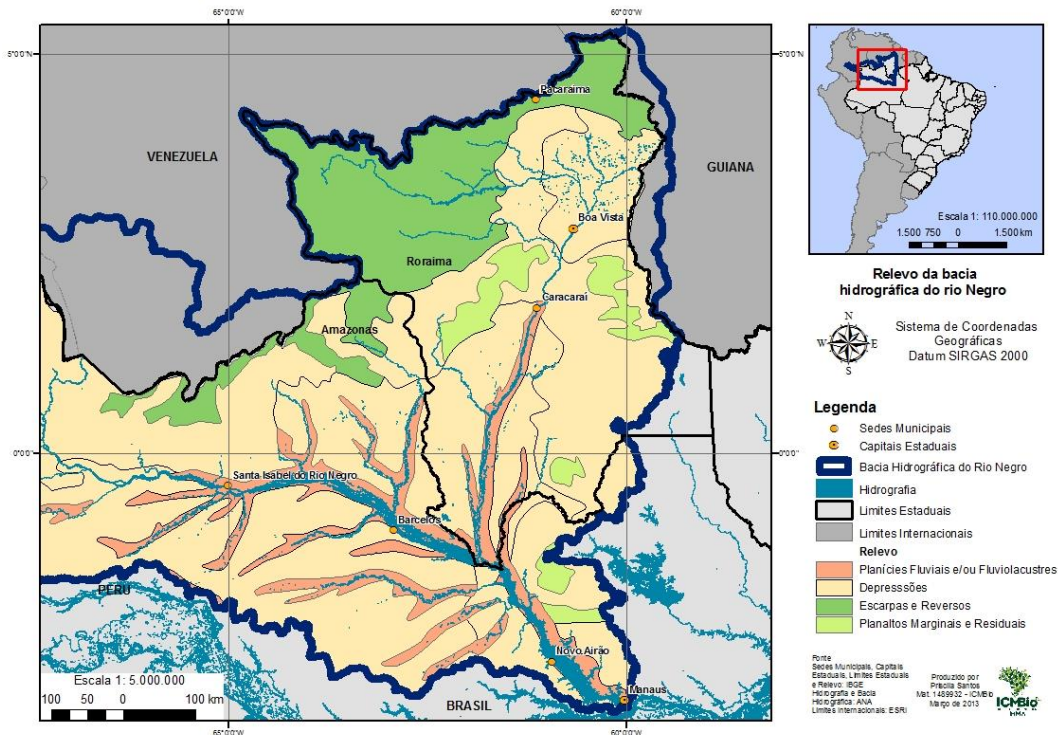 65°0'0"W
60°0'0"W
5°0'0"N
5°0'0"N
Pacaraima
VENEZUELA
GUIANA
Boa Vista
Roraima
Caracaraí
Amazonas
0°0'0"
0°0'0"
Santa Isabel do Rio Negro
Barcelos
PERU
Novo Airão
Manaus
BRASIL
Escala 1: 5.000.000
100 50 0 100 km
65°0'0"W
60°0'0"W
Escala 1: 110.000.000
1.500 750 0 1.500 km
Relevo da bacia
hidrográfica do rio Negro
N
W E
S
Sistema de Coordenadas
Geográficas
Datum SIRGAS 2000
Legenda
Sedes Municipais
Capitais Estaduais
Bacia Hidrográfica do Rio Negro
Hidrografia
Limites Estaduais
Limites Internacionais
Relevo
Planícies Fluviais e/ou Fluviolacustres
Depresssões
Escarpas e Reversos
Planaltos Marginais e Residuais
Fonte
Sedes Municipais, Capitais
Estaduais, Limites Estaduais
e Relevo: IBGE
Hidrografia e Bacia
Hidrográfica: ANA
Limites Internacionais: ESRI
Produzido por
Priscila Santos
Mat. 1489932 - ICMBio
Março de 2013
ICMBio
MMA